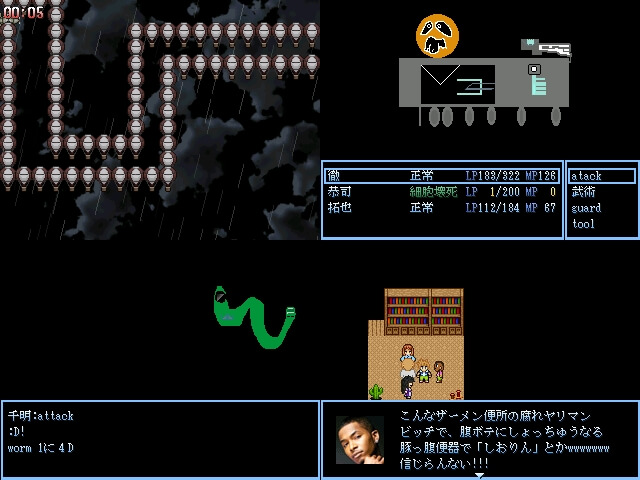 00:05
徹 正常 LP183/322 MP126
恭司 細胞壊死 LP 1/200 MP 0
拓也 正常 LP112/184 MP 67
atack
武術
guard
tool
千明:attack
:D!
worm 1に４D
こんなザーメン便所の腐れヤリマン
ビッチで、腹ボテにしょっちゅうなる
豚っ腹便器で「しおりん」とかwwwwwww
信じらんない!!!